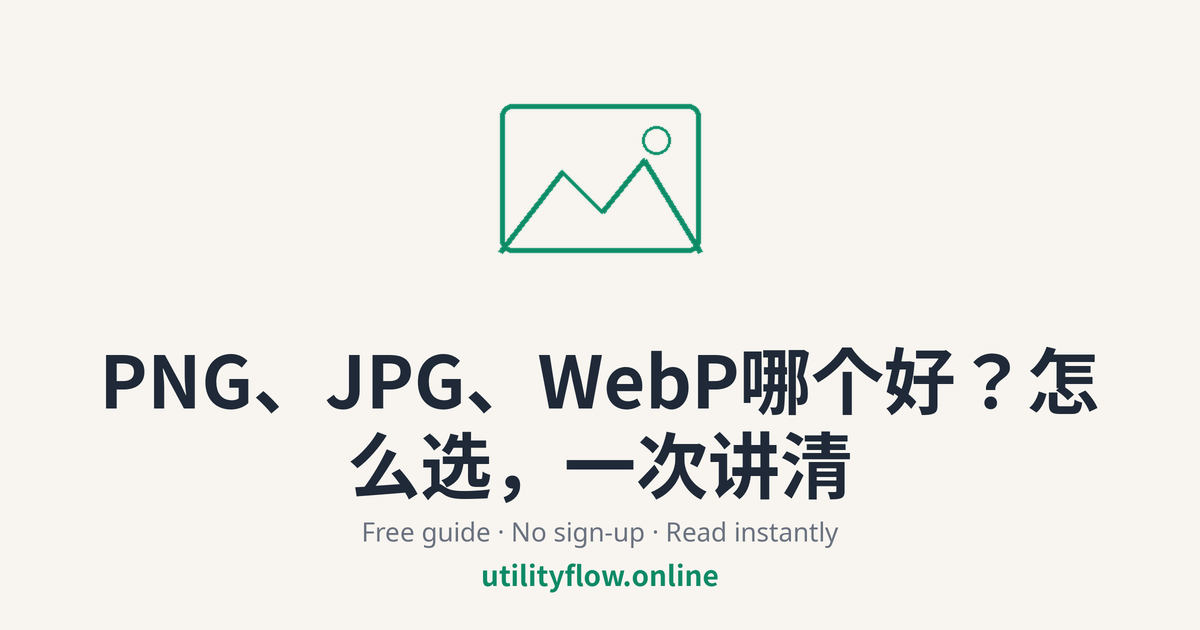 PNG、JPG、WebP哪个好？怎
么选，一次讲清
Free guide · No sign-up · Read instantly
utilityflow.online